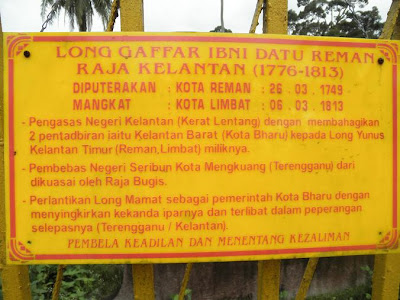 LONG GAFFAR IBNI DATU REMAN
RAJA KELANTAN (1776-1813)
DIPUTERAKAN : KOTA REMAN : 26 . 03 . 1749
MANGKAT : KOTA LIMBAT : 06 . 03 . 1813
- Pengasas Negeri Kelantan (Kerat Lentang) dengan membahagikan
2 pentadbiran iaitu Kelantan Barat (Kota Bharu) kepada Long Yunus
Kelantan Timur (Reman,Limbat) miliknya.
- Pembebas Negeri Seribun Kota Mengkuang (Terengganu) dari
dikuasai oleh Raja Bugis.
- Perlantikan Long Mamat sebagai pemerintah Kota Bharu dengan
menyingkirkan kekanda iparnya dan terlibat dalam peperangan
selepasnya (Terengganu / Kelantan).
PEMBELA KEADILAN DAN MENENTANG KEZALIMAN